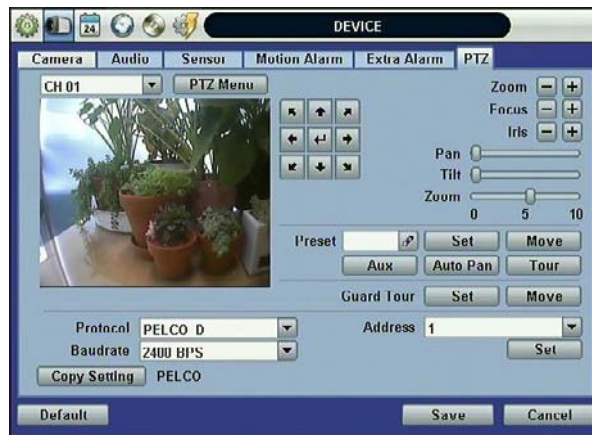 24
DEVICE
Camera Audio Sensor Motion Alarm Extra Alarm PTZ
CH 01 PTZ Menu
Zoom
Focus
Iris
Pan
Tilt
Zoom
0 5 10
Preset Set Move
Aux Auto Pan Tour
Guard Tour Set Move
Protocol PELCO D Address 1
Baudrate 2400 BPS Set
Copy Setting PELCO
Default Save Cancel